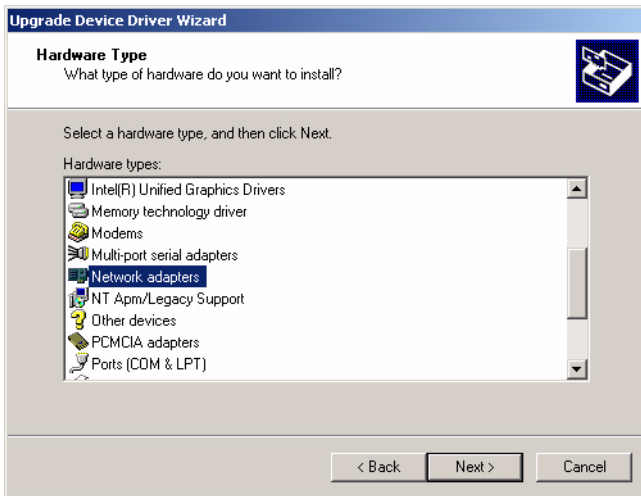 Upgrade Device Driver Wizard
Hardware Type
What type of hardware do you want to install?
Select a hardware type, and then click Next.
Hardware types:
Intel(R) Unified Graphics Drivers
Memory technology driver
Modems
Multi-port serial adapters
Network adapters
NT Apm/Legacy Support
Other devices
PCMCIA adapters
Ports (COM & LPT)
< Back Next > Cancel